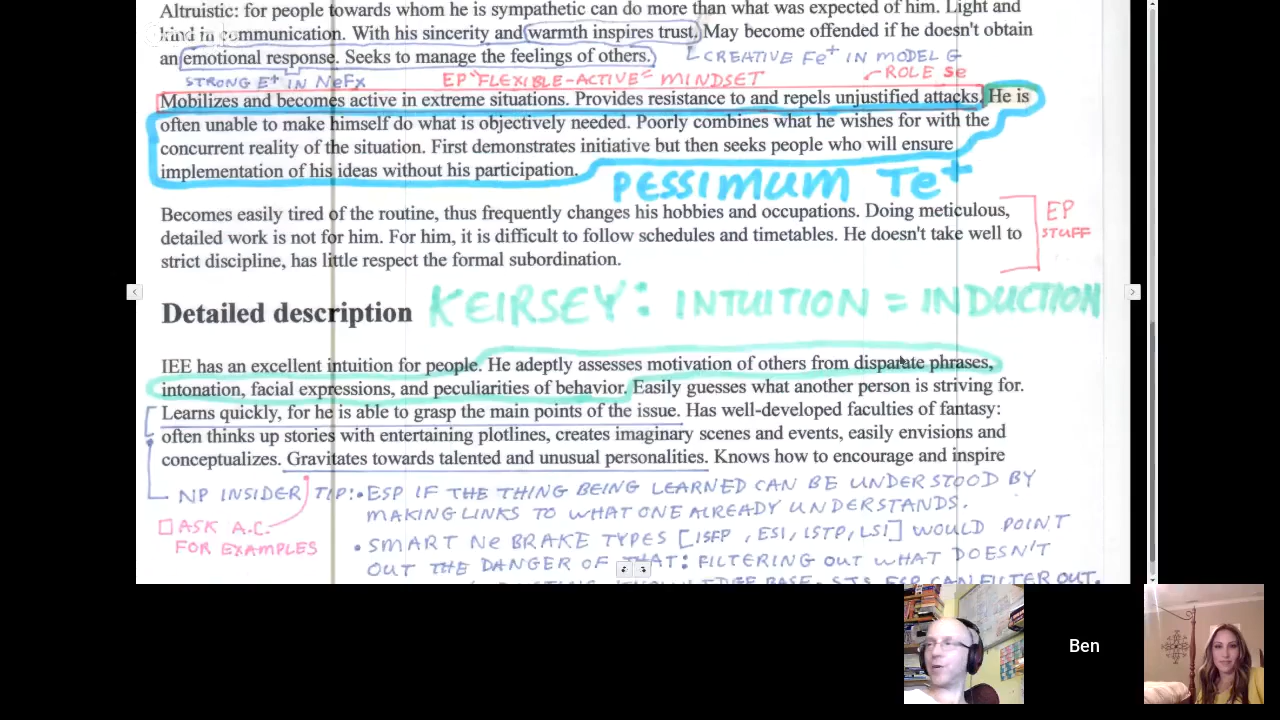 Altruistic: for people towards whom he is sympathetic can do more than what was expected of him. Light and
kind in communication. With his sincerity and warmth inspires trust. May become offended if he doesn't obtain
an emotional response. Seeks to manage the feelings of others.
CREATIVE Fe+ IN MODEL G
STRONG E+ IN NeFx
EP "FLEXIBLE-ACTIVE" MINDSET
ROLE Se
Mobilizes and becomes active in extreme situations. Provides resistance to and repels unjustified attacks. He is
often unable to make himself do what is objectively needed. Poorly combines what he wishes for with the
concurrent reality of the situation. First demonstrates initiative but then seeks people who will ensure
implementation of his ideas without his participation.
PESSIMUM Te+
Becomes easily tired of the routine, thus frequently changes his hobbies and occupations. Doing meticulous,
detailed work is not for him. For him, it is difficult to follow schedules and timetables. He doesn't take well to
strict discipline, has little respect the formal subordination.
EP
STUFF
Detailed description
KEIRSEY: INTUITION = INDUCTION
IEE has an excellent intuition for people. He adeptly assesses motivation of others from disparate phrases,
intonation, facial expressions, and peculiarities of behavior. Easily guesses what another person is striving for.
Learns quickly, for he is able to grasp the main points of the issue. Has well-developed faculties of fantasy:
often thinks up stories with entertaining plotlines, creates imaginary scenes and events, easily envisions and
conceptualizes. Gravitates towards talented and unusual personalities. Knows how to encourage and inspire
NP INSIDER TIP: • ESP IF THE THING BEING LEARNED CAN BE UNDERSTOOD BY
MAKING LINKS TO WHAT ONE ALREADY UNDERSTANDS.
ASK A.C.
FOR EXAMPLES
• SMART Ne BRAKE TYPES [ISFP, ESI, ISTP, LSI] WOULD POINT
OUT THE DANGER OF THAT: FILTERING OUT WHAT DOESN'T
Ben